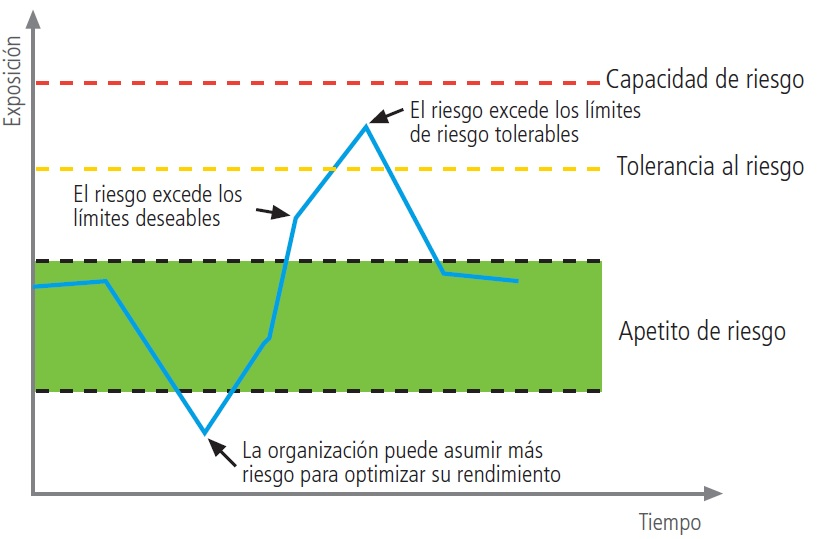 Exposición
Capacidad de riesgo
El riesgo excede los límites
de riesgo tolerables
Tolerancia al riesgo
El riesgo excede los
límites deseables
Apetito de riesgo
La organización puede asumir más
riesgo para optimizar su rendimiento
Tiempo